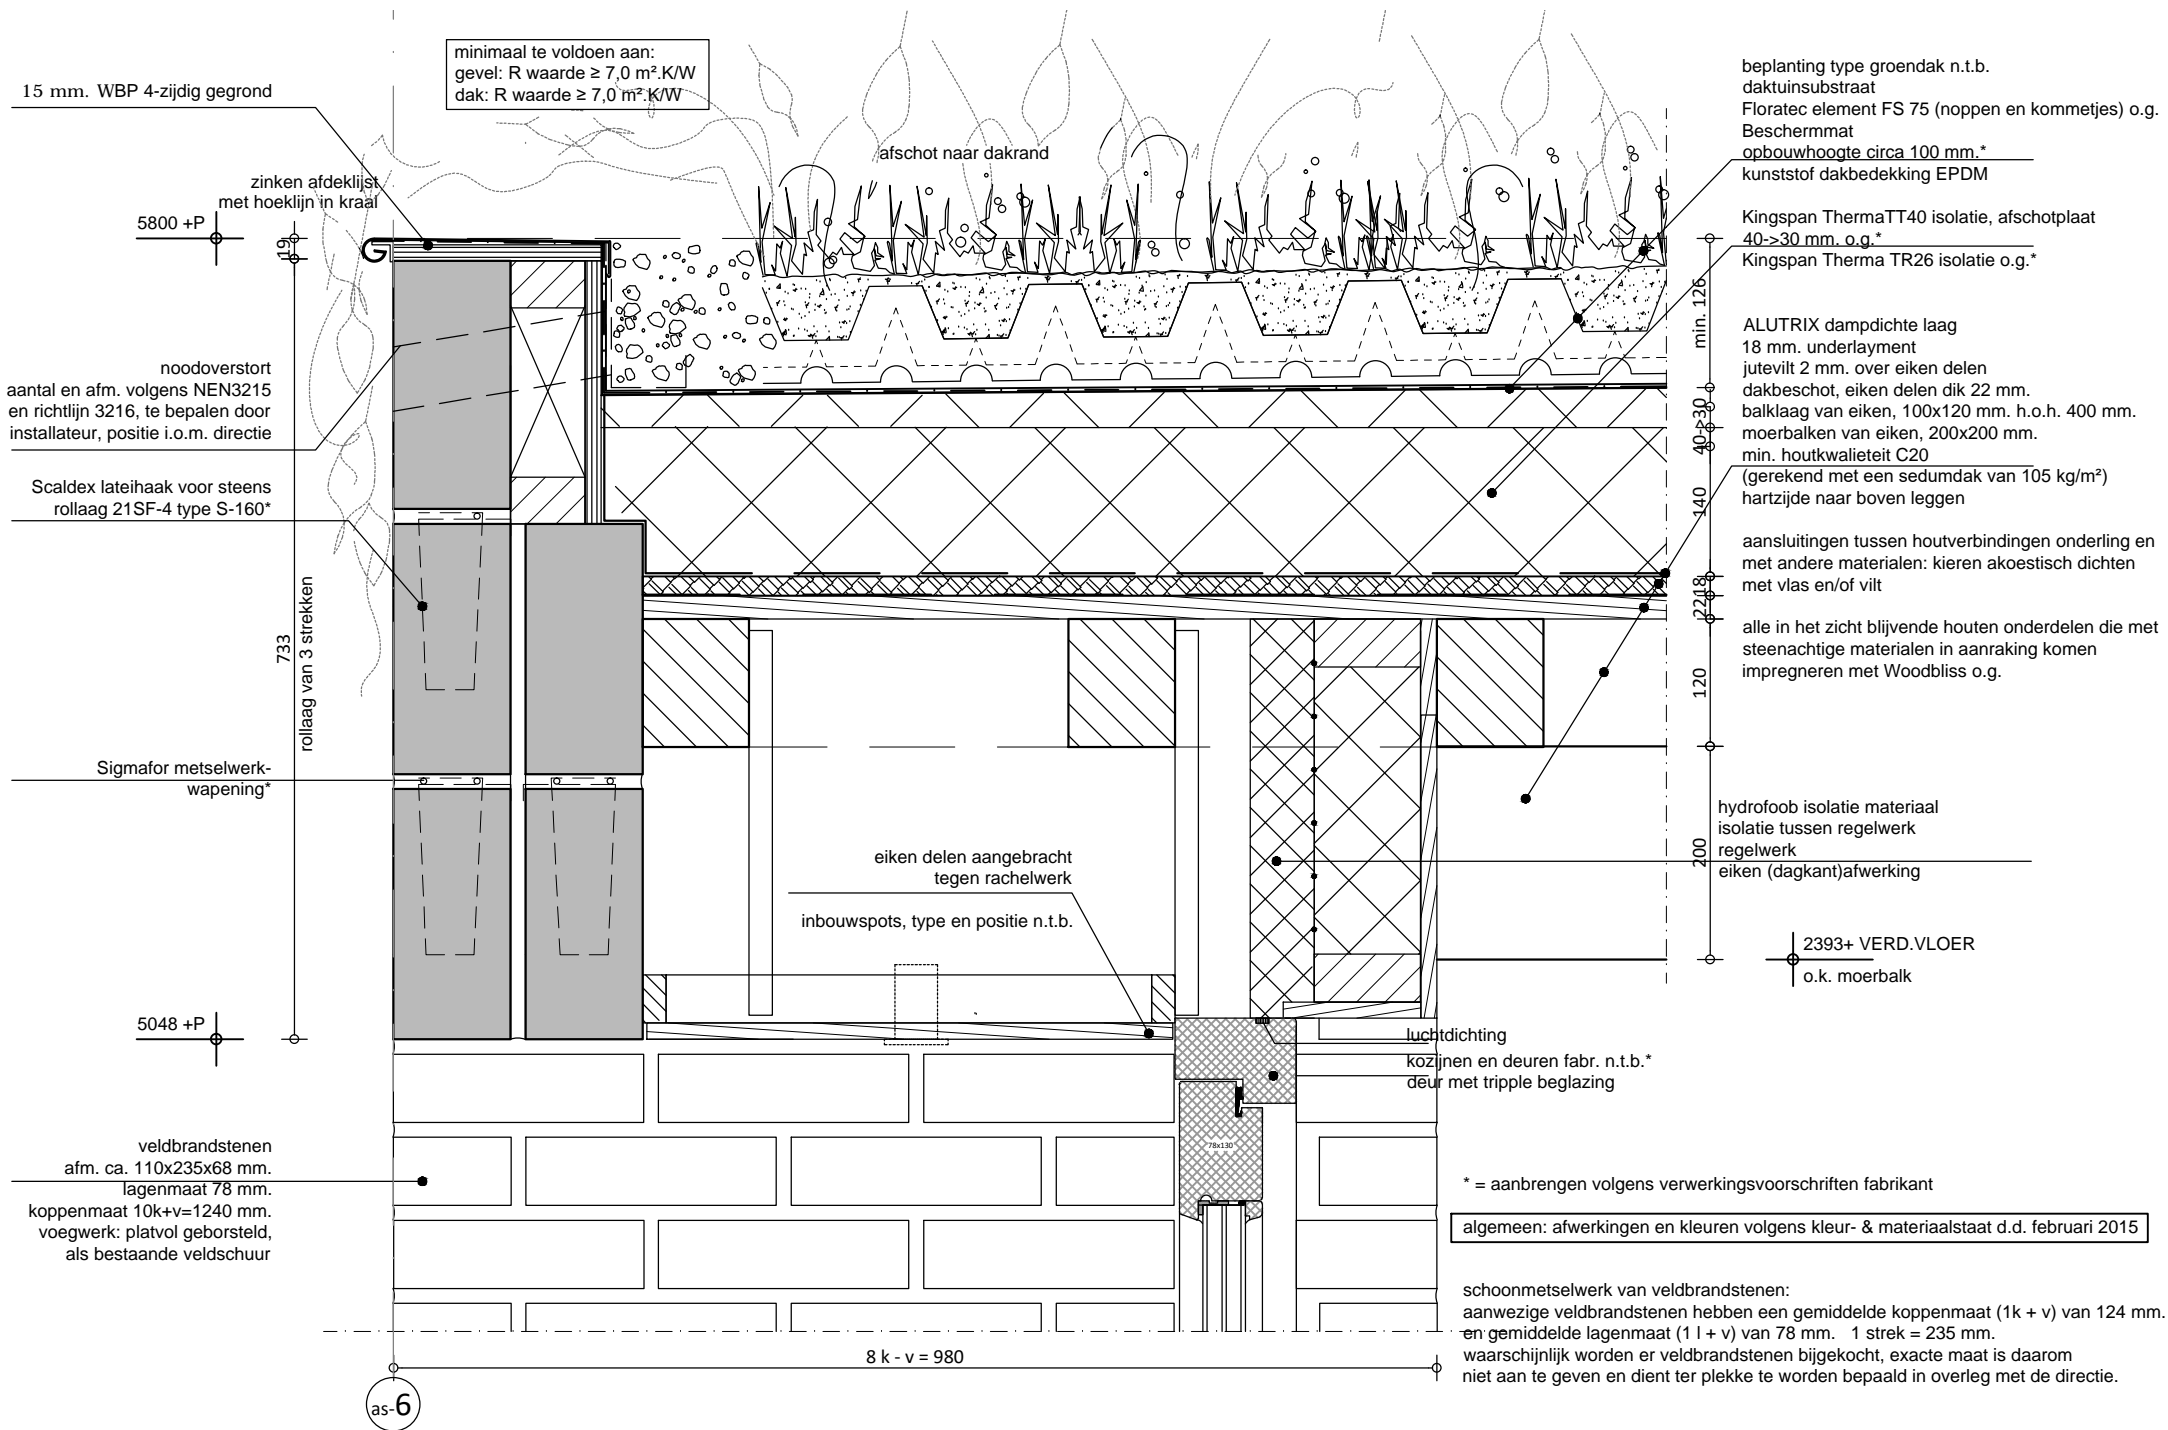 minimaal te voldoen aan:
gevel: R waarde ≥ 7,0 m².K/W
dak: R waarde ≥ 7,0 m².K/W
15 mm. WBP 4-zijdig gegrond
afschot naar dakrand
zinken afdeklijst
met hoeklijn in kraal
5800 +P
19
noodoverstort
aantal en afm. volgens NEN3215
en richtlijn 3216, te bepalen door
installateur, positie i.o.m. directie
Scaldex lateihaak voor steens
rollaag 21SF-4 type S-160*
733
rollaag van 3 strekken
Sigmafor metselwerk-
wapening*
5048 +P
veldbrandstenen
afm. ca. 110x235x68 mm.
lagenmaat 78 mm.
koppenmaat 10k+v=1240 mm.
voegwerk: platvol geborsteld,
als bestaande veldschuur
eiken delen aangebracht
tegen rachelwerk
inbouwspots, type en positie n.t.b.
78x130
8 k - v = 980
as-6
beplanting type groendak n.t.b.
daktuinsubstraat
Floratec element FS 75 (noppen en kommetjes) o.g.
Beschermmat
opbouwhoogte circa 100 mm.*
kunststof dakbedekking EPDM
Kingspan ThermaTT40 isolatie, afschotplaat
40->30 mm. o.g.*
Kingspan Therma TR26 isolatie o.g.*
min. 126
40->30
140
18
22
120
200
ALUTRIX dampdichte laag
18 mm. underlayment
jutevilt 2 mm. over eiken delen
dakbeschot, eiken delen dik 22 mm.
balklaag van eiken, 100x120 mm. h.o.h. 400 mm.
moerbalken van eiken, 200x200 mm.
min. houtkwalieteit C20
(gerekend met een sedumdak van 105 kg/m²)
hartzijde naar boven leggen
aansluitingen tussen houtverbindingen onderling en
met andere materialen: kieren akoestisch dichten
met vlas en/of vilt
alle in het zicht blijvende houten onderdelen die met
steenachtige materialen in aanraking komen
impregneren met Woodbliss o.g.
hydrofoob isolatie materiaal
isolatie tussen regelwerk
regelwerk
eiken (dagkant)afwerking
2393+ VERD.VLOER
o.k. moerbalk
luchtdichting
kozijnen en deuren fabr. n.t.b.*
deur met tripple beglazing
* = aanbrengen volgens verwerkingsvoorschriften fabrikant
algemeen: afwerkingen en kleuren volgens kleur- & materiaalstaat d.d. februari 2015
schoonmetselwerk van veldbrandstenen:
aanwezige veldbrandstenen hebben een gemiddelde koppenmaat (1k + v) van 124 mm.
en gemiddelde lagenmaat (1 l + v) van 78 mm. 1 strek = 235 mm.
waarschijnlijk worden er veldbrandstenen bijgekocht, exacte maat is daarom
niet aan te geven en dient ter plekke te worden bepaald in overleg met de directie.